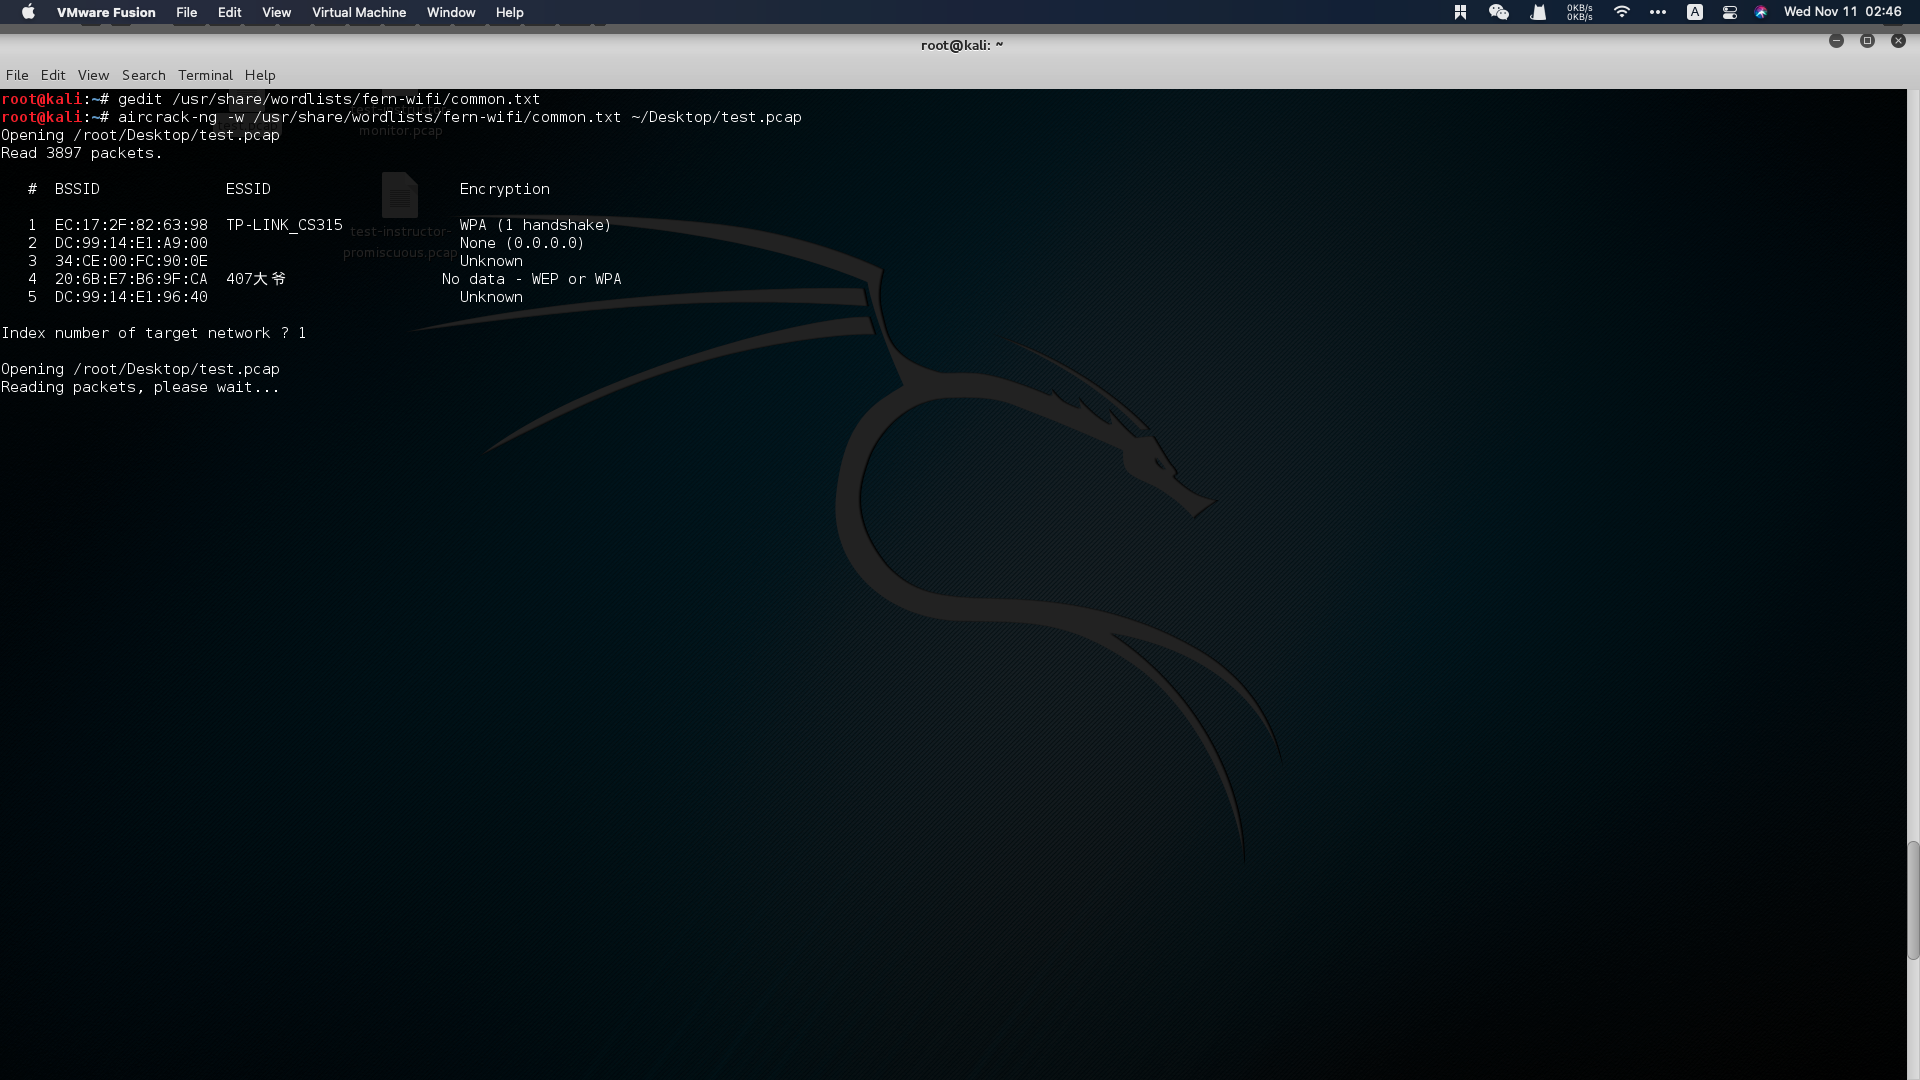 VMware Fusion File Edit View Virtual Machine Window Help 0KB/s 0KB/s A Wed Nov 11 02:46
root@kali: ~
File Edit View Search Terminal Help
root@kali:~# gedit /usr/share/wordlists/fern-wifi/common.txt
root@kali:~# aircrack-ng -w /usr/share/wordlists/fern-wifi/common.txt ~/Desktop/test.pcap
Opening /root/Desktop/test.pcap
Read 3897 packets.
# BSSID ESSID Encryption
1 EC:17:2F:82:63:98 TP-LINK_CS315 WPA (1 handshake)
2 DC:99:14:E1:A9:00 None (0.0.0.0)
3 34:CE:00:FC:90:0E Unknown
4 20:6B:E7:B6:9F:CA 407大爷 No data - WEP or WPA
5 DC:99:14:E1:96:40 Unknown
Index number of target network ? 1
Opening /root/Desktop/test.pcap
Reading packets, please wait...
test-instructor-
monitor.pcap
test-instructor-
promiscuous.pcap